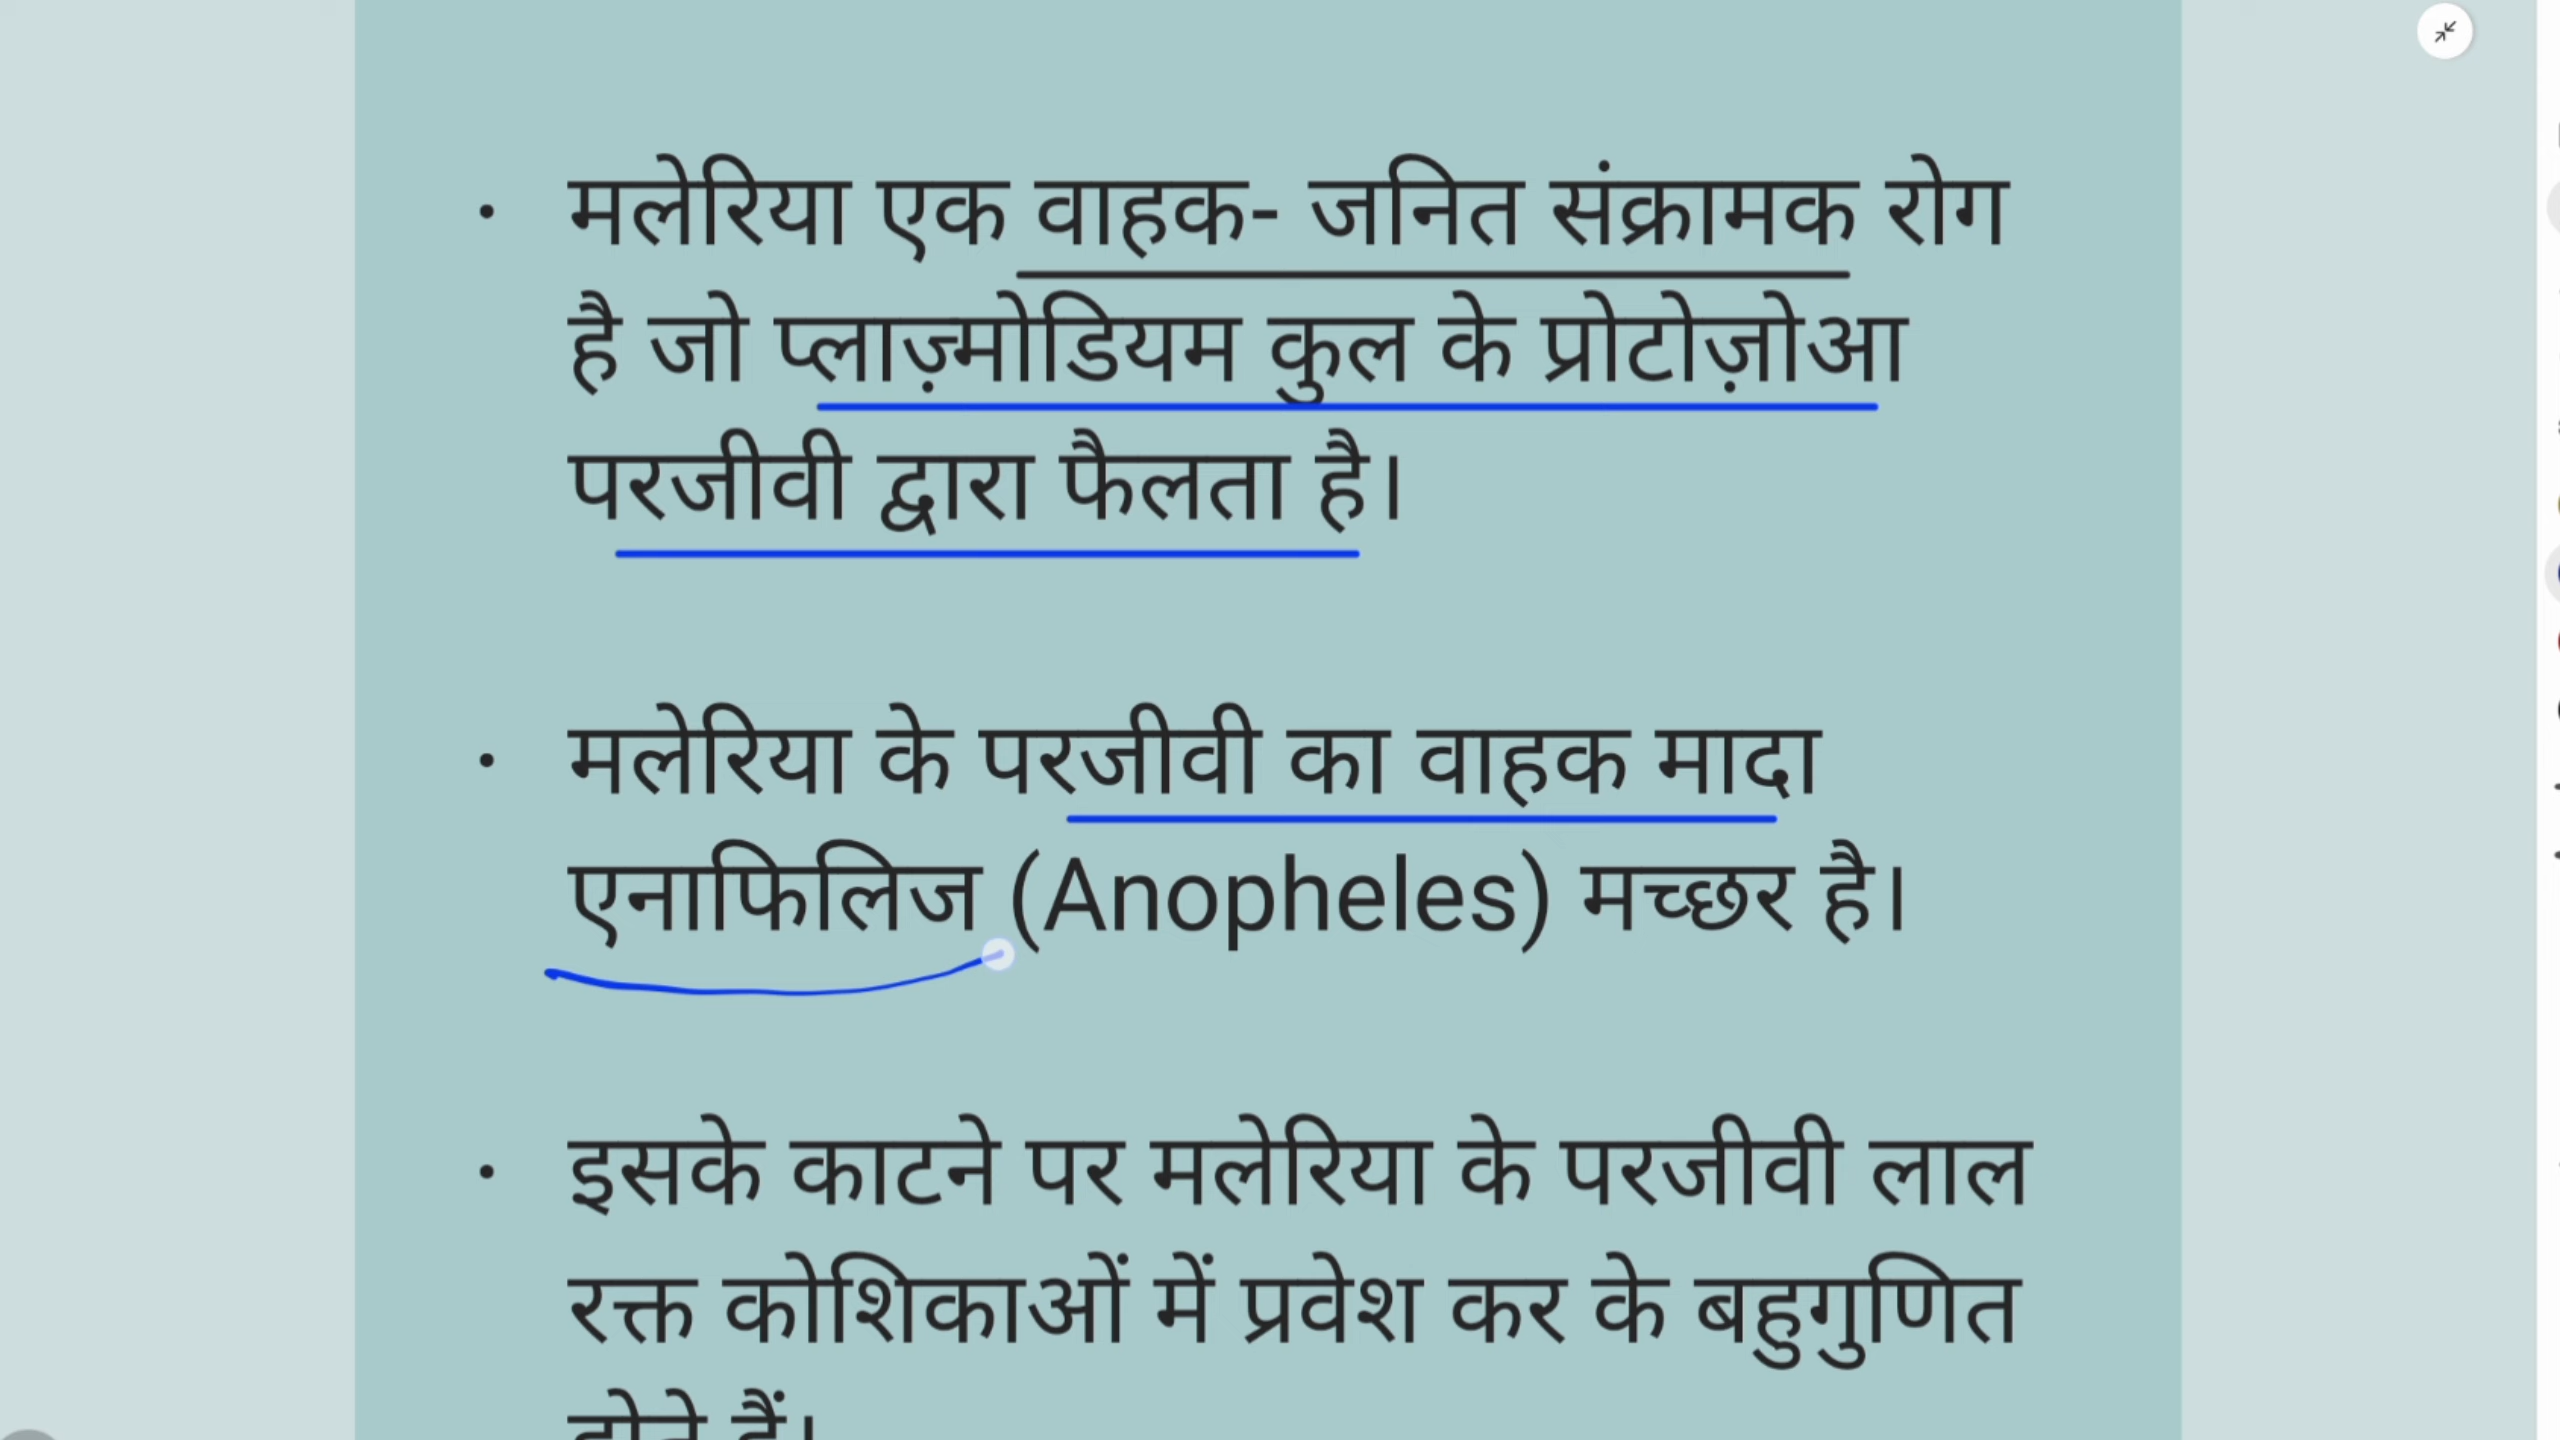 • मलेरिया एक वाहक- जनित संक्रामक रोग
है जो प्लाज़्मोडियम कुल के प्रोटोज़ोआ
परजीवी द्वारा फैलता है।
• मलेरिया के परजीवी का वाहक मादा
एनाफिलिज (Anopheles) मच्छर है।
• इसके काटने पर मलेरिया के परजीवी लाल
रक्त कोशिकाओं में प्रवेश कर के बहुगुणित
होते हैं।